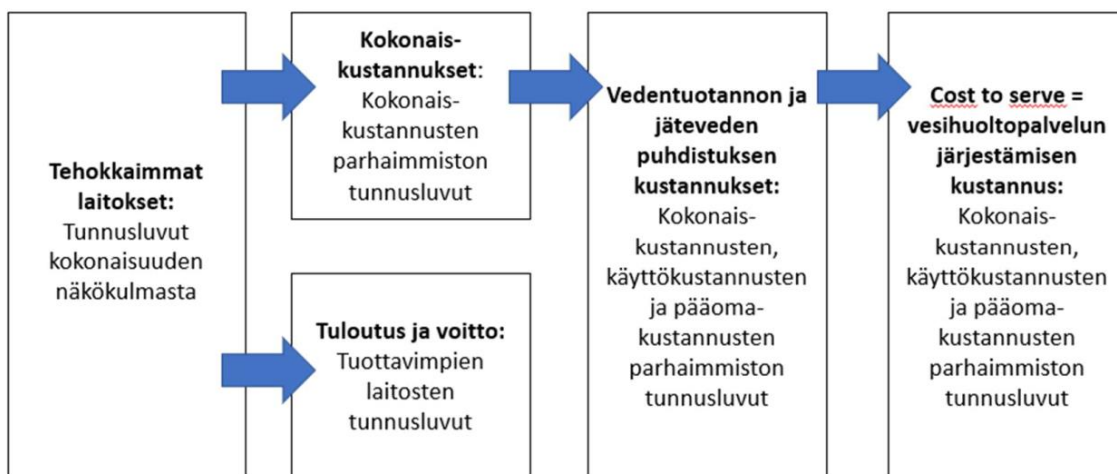 Tehokkaimmat
laitokset:
Tunnusluvut
kokonaisuuden
näkökulmasta
Kokonais-
kustannukset:
Kokonais-
kustannusten
parhaimmiston
tunnusluvut
Tuloutus ja voitto:
Tuottavimpien
laitosten
tunnusluvut
Vedentuotannon ja
jäteveden
puhdistuksen
kustannukset:
Kokonais-
kustannusten,
käyttökustannusten
ja pääoma-
kustannusten
parhaimmiston
tunnusluvut
Cost to serve =
vesihuoltopalvelun
järjestämisen
kustannus:
Kokonais-
kustannusten,
käyttökustannusten
ja pääoma-
kustannusten
parhaimmiston
tunnusluvut